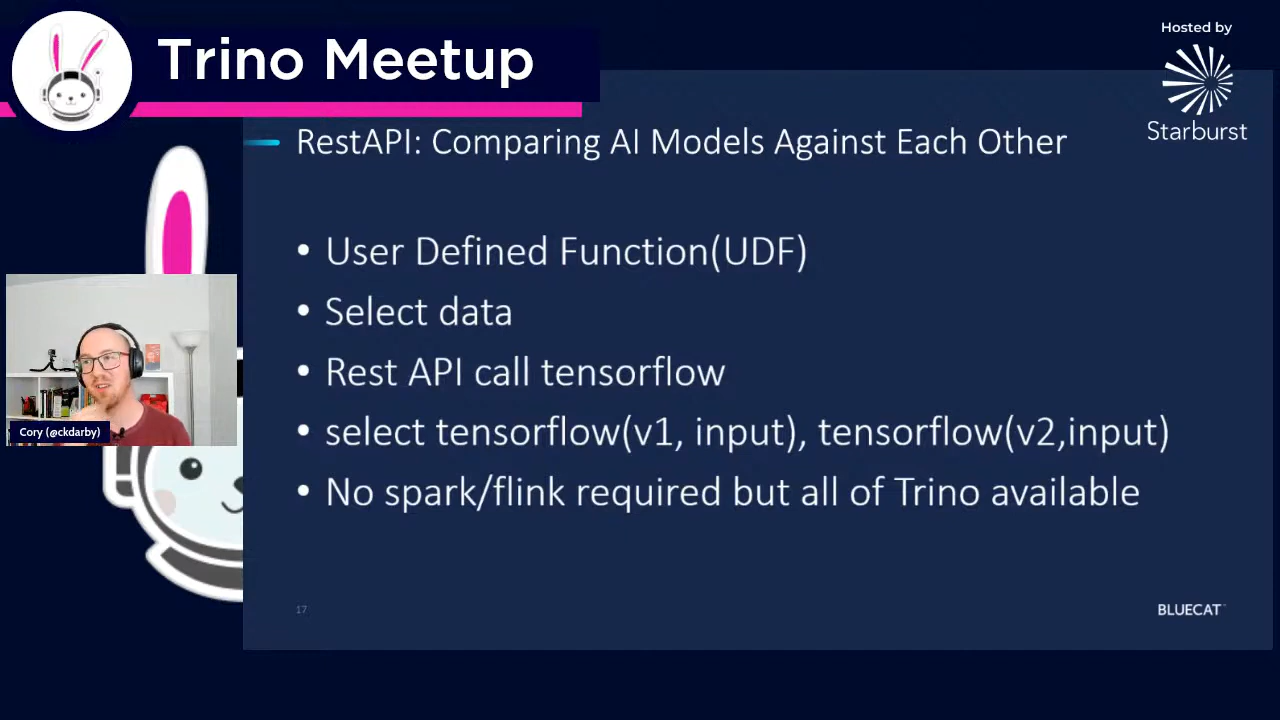 Trino Meetup
Hosted by
Starburst
RestAPI: Comparing AI Models Against Each Other
• User Defined Function(UDF)
• Select data
• Rest API call tensorflow
• select tensorflow(v1, input), tensorflow(v2,input)
• No spark/flink required but all of Trino available
Cory (@ckdarby)
17
BLUECAT